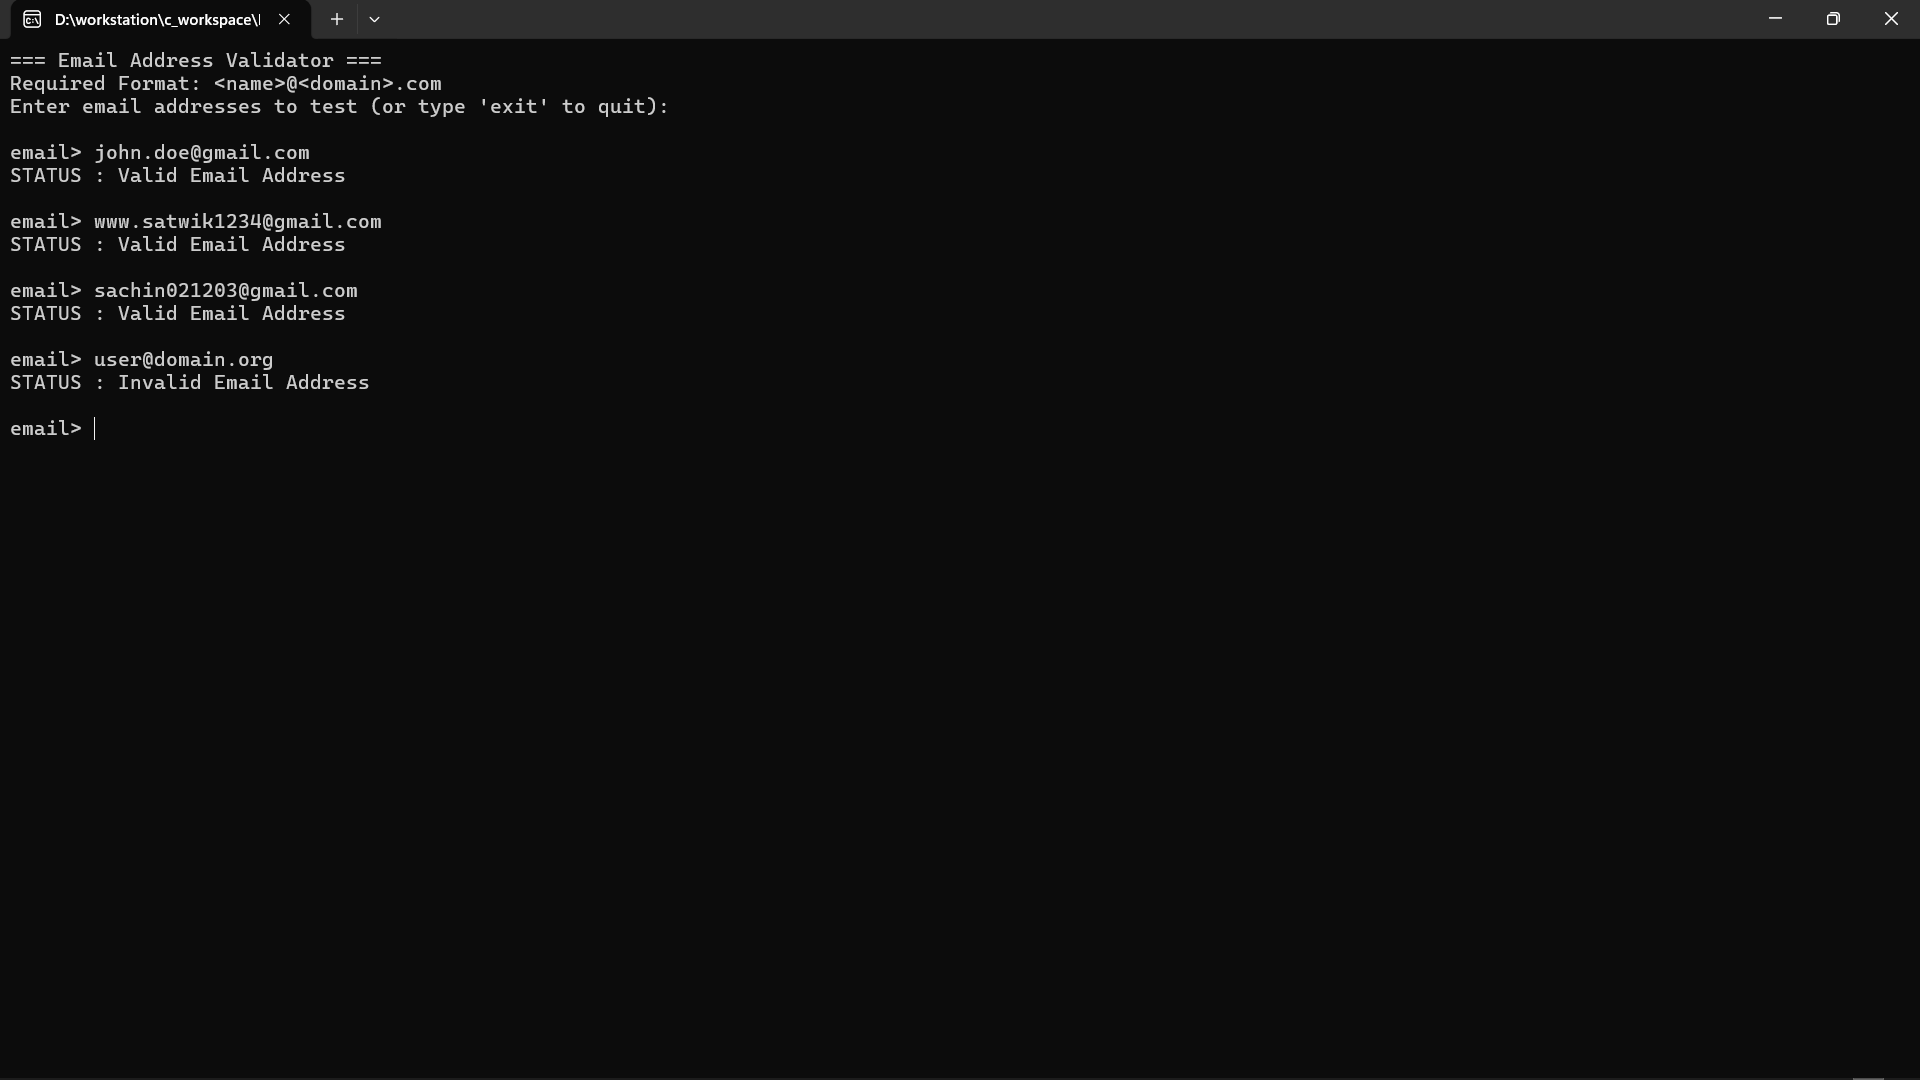 D:\workstation\c_workspace\
=== Email Address Validator ===
Required Format: <name>@<domain>.com
Enter email addresses to test (or type 'exit' to quit):
email> john.doe@gmail.com
STATUS : Valid Email Address
email> www.satwik1234@gmail.com
STATUS : Valid Email Address
email> sachin021203@gmail.com
STATUS : Valid Email Address
email> user@domain.org
STATUS : Invalid Email Address
email>